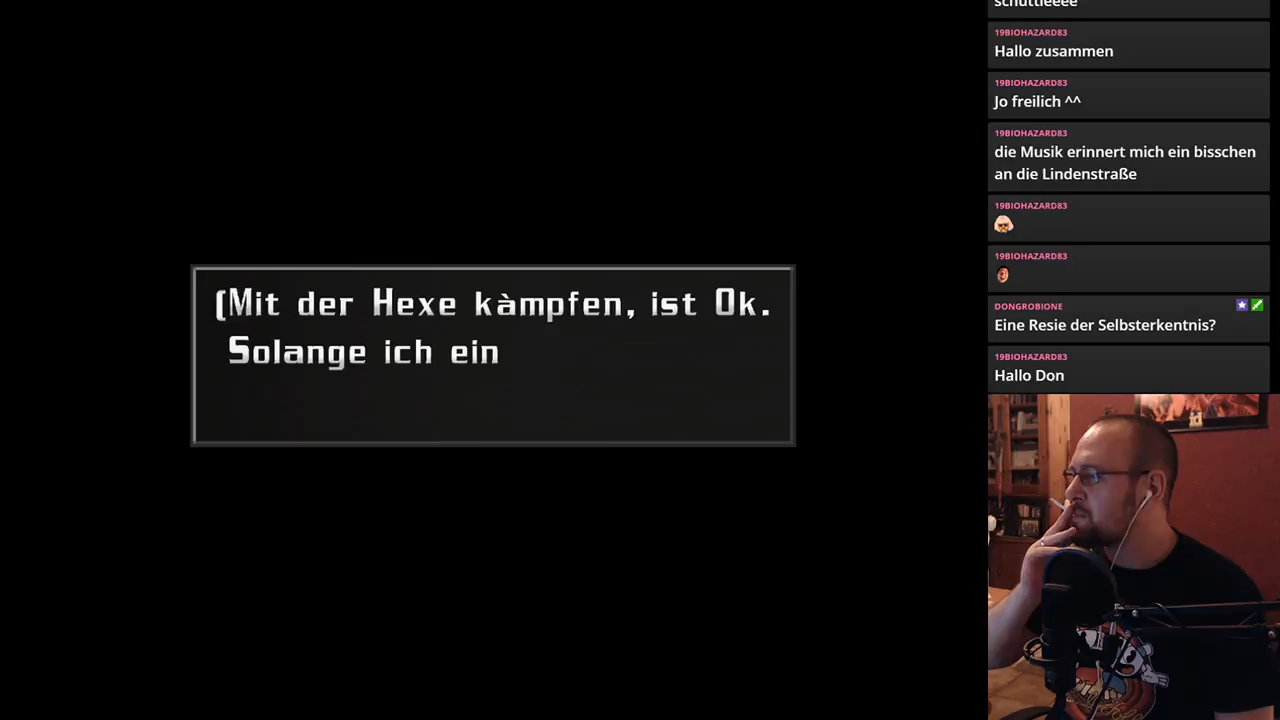 (Mit der Hexe kàmpfen, ist Ok.
Solange ich ein
schuttleeee
19BIOHAZARD83
Hallo zusammen
19BIOHAZARD83
Jo freilich ^^
19BIOHAZARD83
die Musik erinnert mich ein bisschen
an die Lindenstraße
19BIOHAZARD83
19BIOHAZARD83
DONGROBIONE
Eine Resie der Selbsterkentnis?
19BIOHAZARD83
Hallo Don